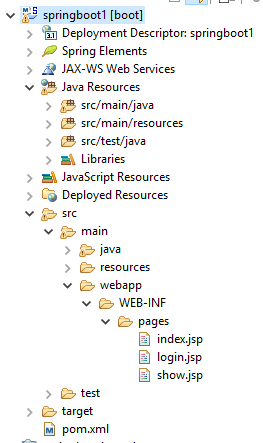 springboot1 [boot]
Deployment Descriptor: springboot1
Spring Elements
JAX-WS Web Services
Java Resources
src/main/java
src/main/resources
src/test/java
Libraries
JavaScript Resources
Deployed Resources
src
main
java
resources
webapp
WEB-INF
pages
index.jsp
login.jsp
show.jsp
test
target
pom.xml